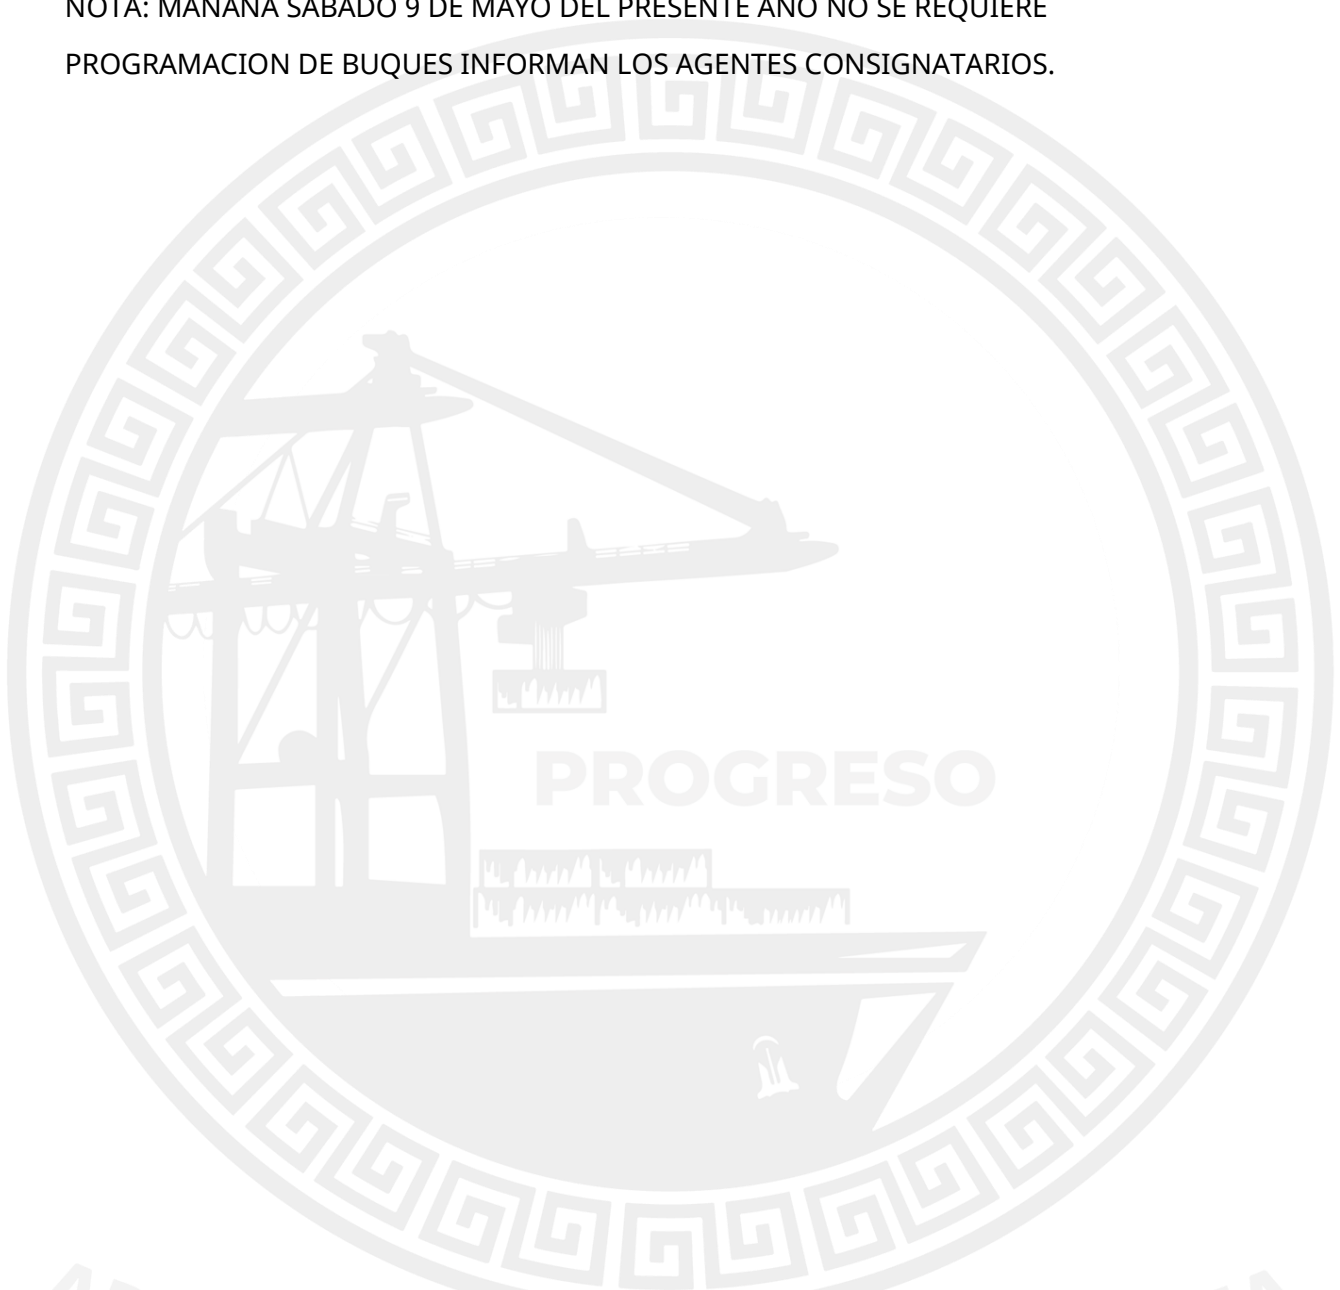 NOTA: MAÑANA SABADO 9 DE MAYO DEL PRESENTE AÑO NO SE REQUIERE
PROGRAMACION DE BUQUES INFORMAN LOS AGENTES CONSIGNATARIOS.
PROGRESO